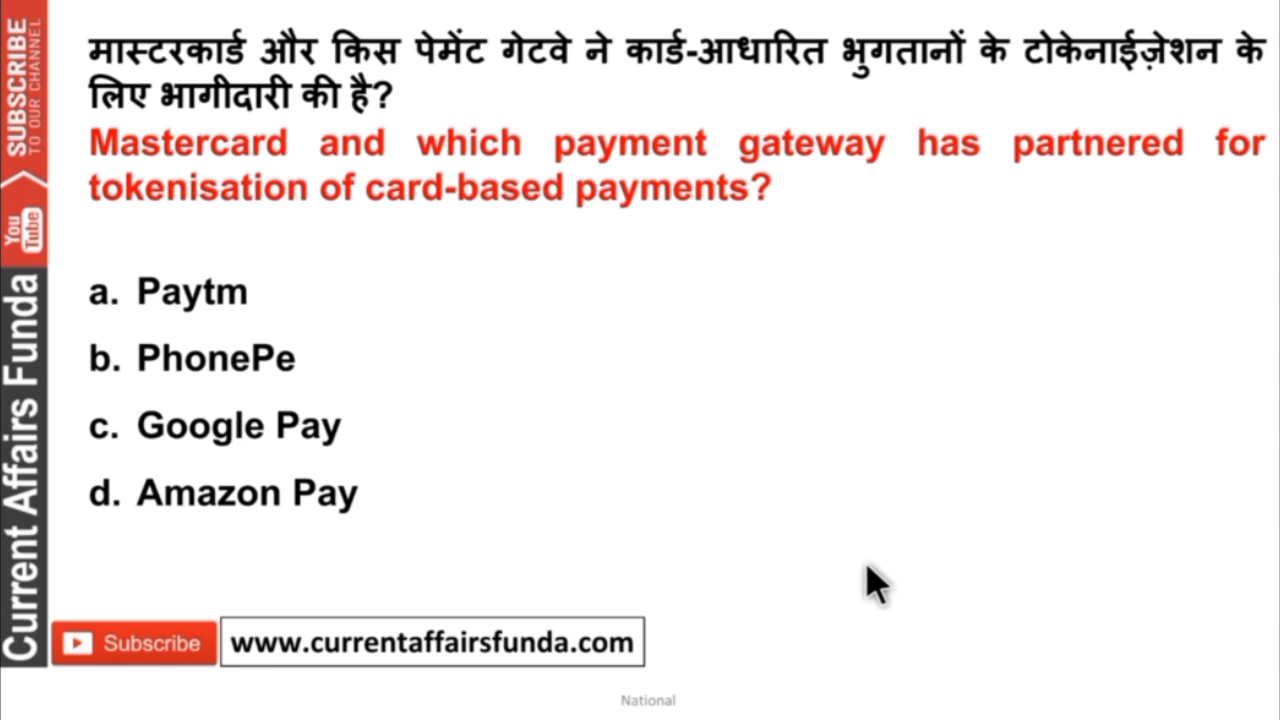 मास्टरकार्ड और किस पेमेंट गेटवे ने कार्ड-आधारित भुगतानों के टोकेनाईज़ेशन के
लिए भागीदारी की है?
Mastercard and which payment gateway has partnered for
tokenisation of card-based payments?
a. Paytm
b. PhonePe
c. Google Pay
d. Amazon Pay
SUBSCRIBE
TO OUR CHANNEL
You
Tube
Current Affairs Funda
Subscribe
www.currentaffairsfunda.com
National